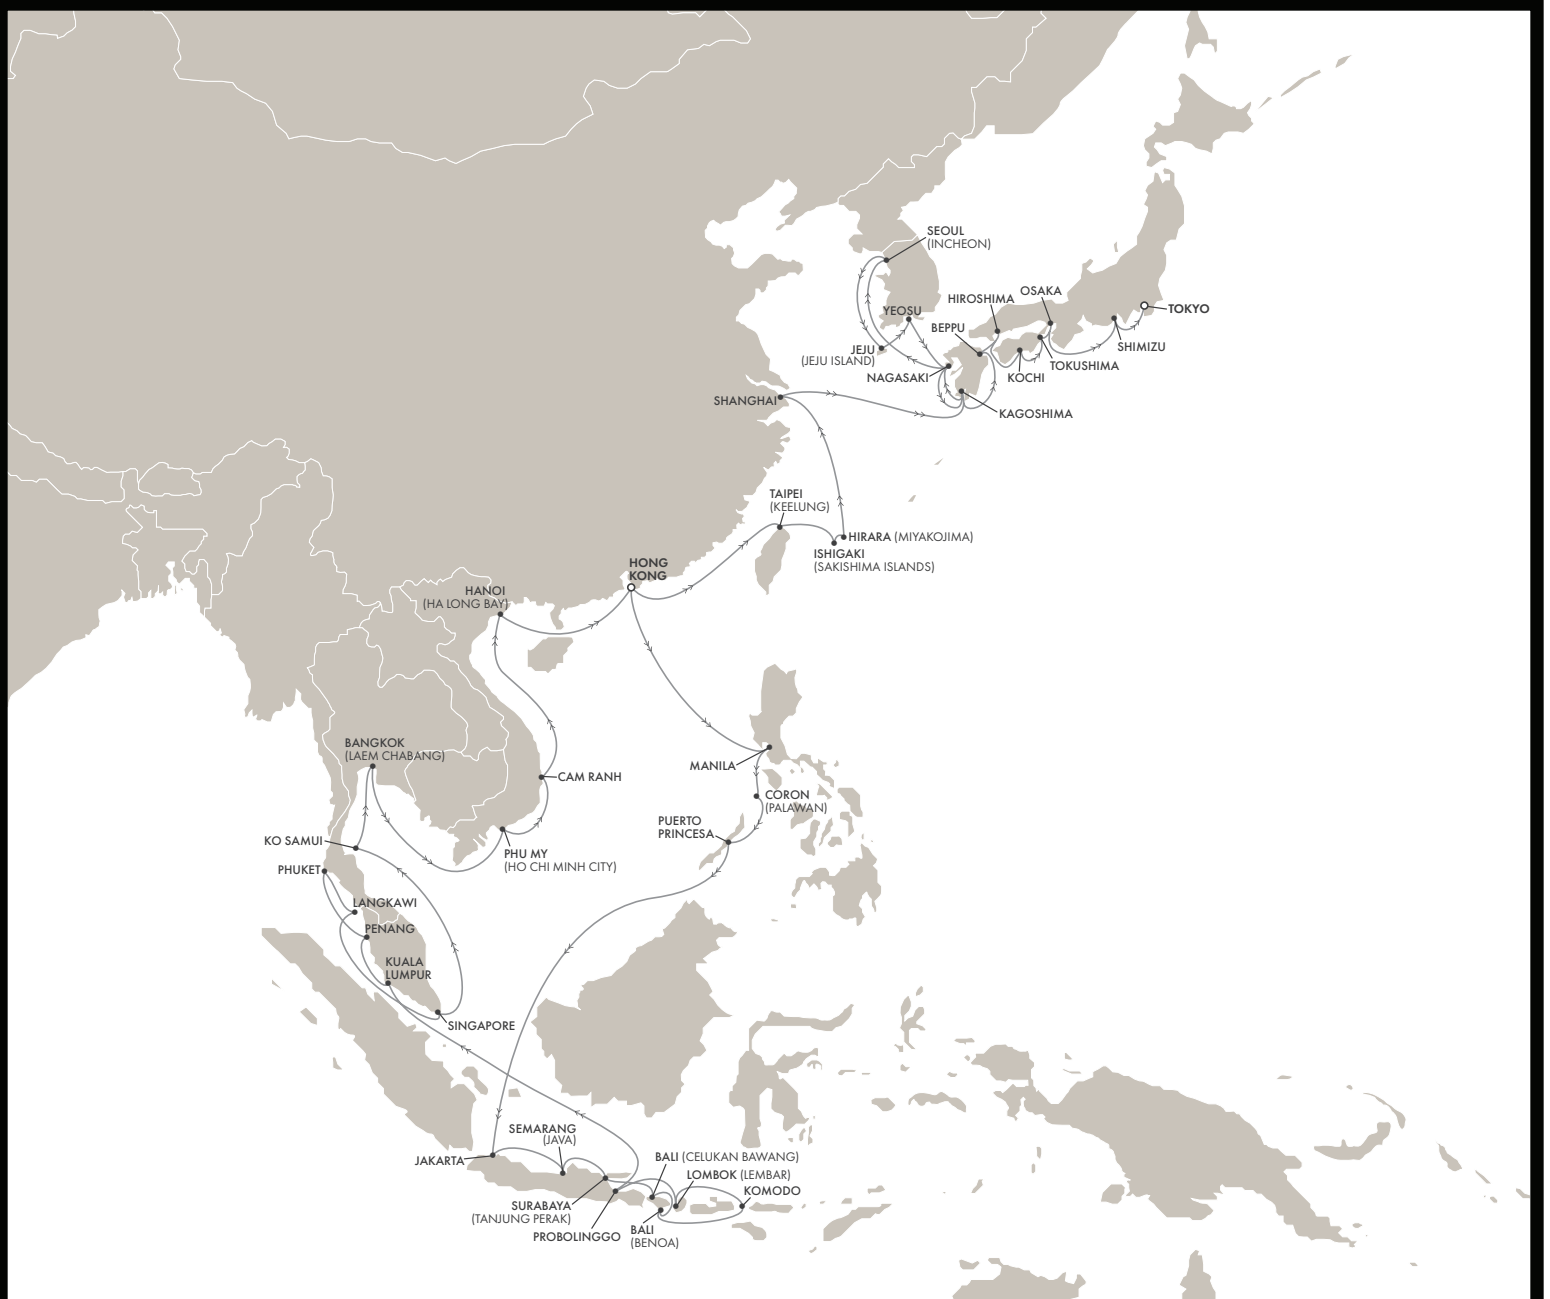 SEOUL
(INCHEON)
OSAKA
HIROSHIMA
TOKYO
YEOSU
BEPPU
SHIMIZU
JEJU
(JEJU ISLAND)
TOKUSHIMA
NAGASAKI
KOCHI
SHANGHAI
KAGOSHIMA
TAIPEI
(KEELUNG)
HIRARA (MIYAKOJIMA)
ISHIGAKI
(SAKISHIMA ISLANDS)
HONG
KONG
HANOI
(HA LONG BAY)
BANGKOK
(LAEM CHABANG)
MANILA
CAM RANH
CORON
(PALAWAN)
PUERTO
PRINCESA
KO SAMUI
PHU MY
(HO CHI MINH CITY)
PHUKET
LANGKAWI
PENANG
KUALA
LUMPUR
SINGAPORE
SEMARANG
(JAVA)
JAKARTA
BALI (CELUKAN BAWANG)
LOMBOK (LEMBAR)
KOMODO
SURABAYA
(TANJUNG PERAK)
PROBOLINGGO
BALI
(BENOA)